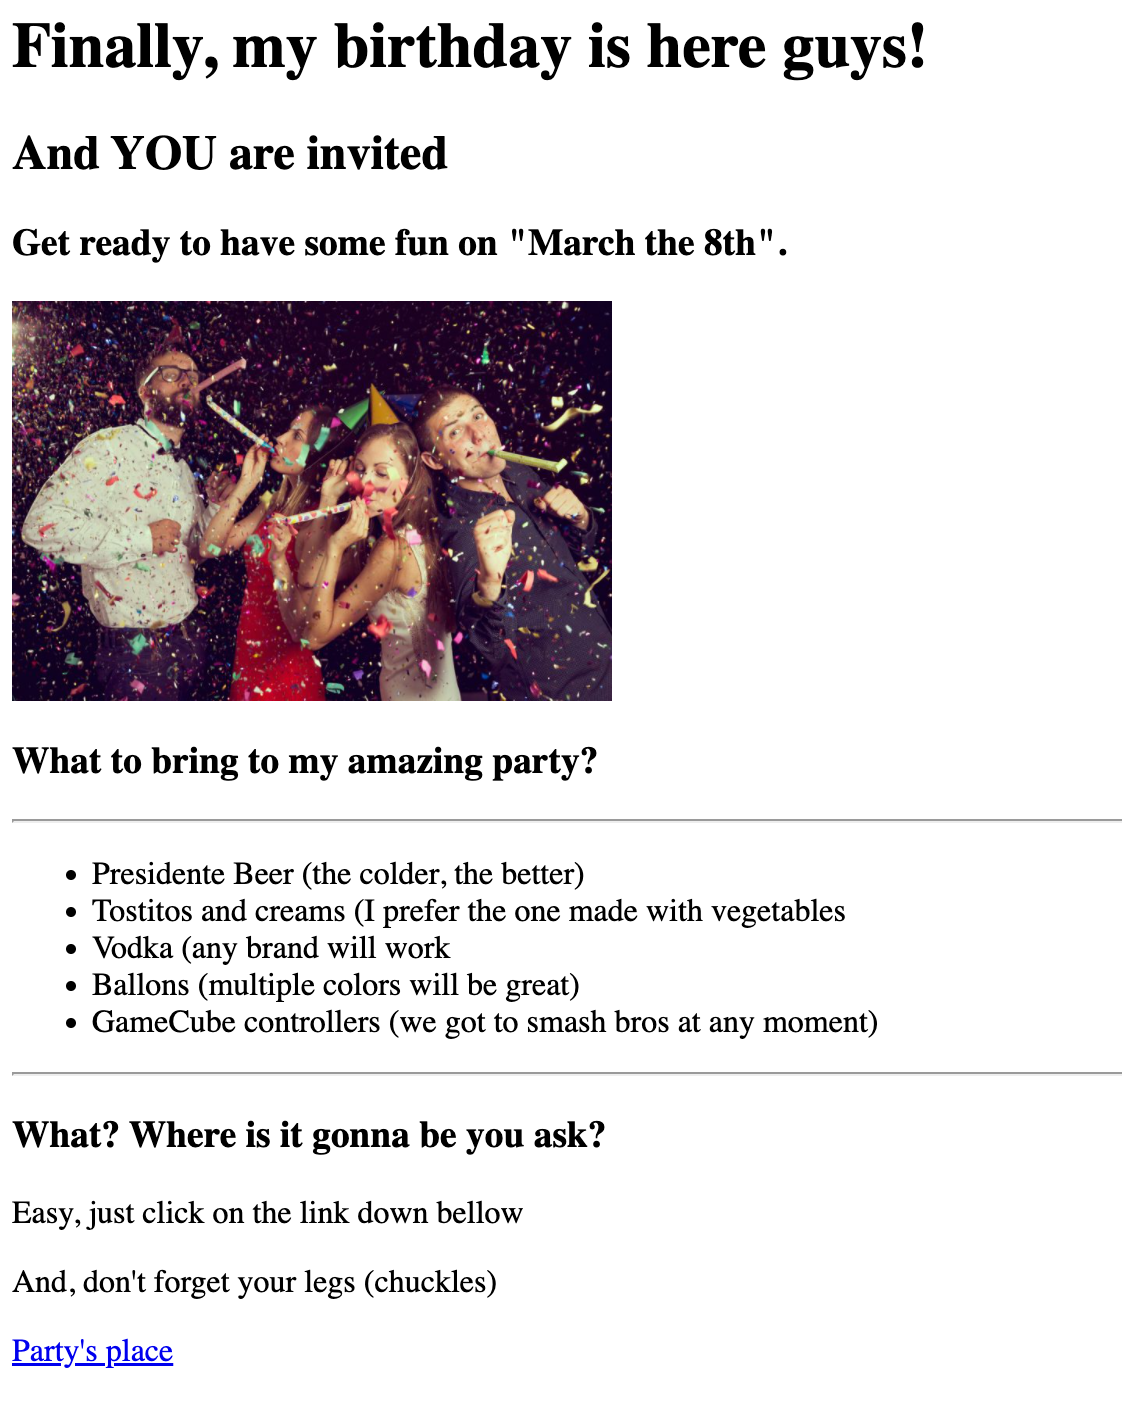 Finally, my birthday is here guys!
And YOU are invited
Get ready to have some fun on "March the 8th".
What to bring to my amazing party?
• Presidente Beer (the colder, the better)
• Tostitos and creams (I prefer the one made with vegetables
• Vodka (any brand will work
• Ballons (multiple colors will be great)
• GameCube controllers (we got to smash bros at any moment)
What? Where is it gonna be you ask?
Easy, just click on the link down bellow
And, don't forget your legs (chuckles)
Party's place